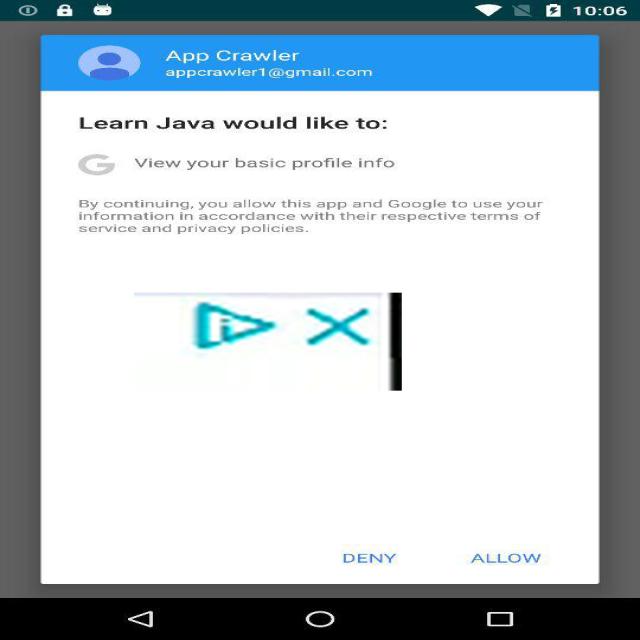 10:06
App Crawler
appcrawler1@gmail.com
Learn Java would like to:
G View your basic profile info
By continuing, you allow this app and Google to use your
information in accordance with their respective terms of
service and privacy policies.
DENY ALLOW